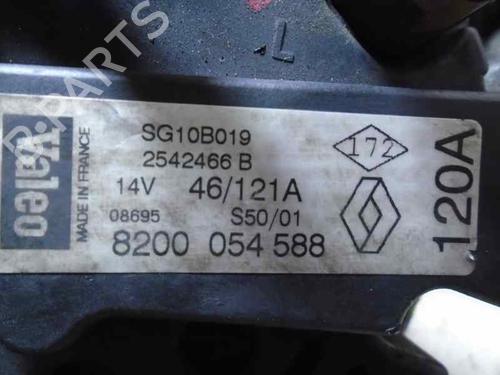 L
Valeo
MADE IN FRANCE
SG10B019
2542466 B
14V 46/121A
08695 S50/01
8200 054 588
172
120A
B-PARTS